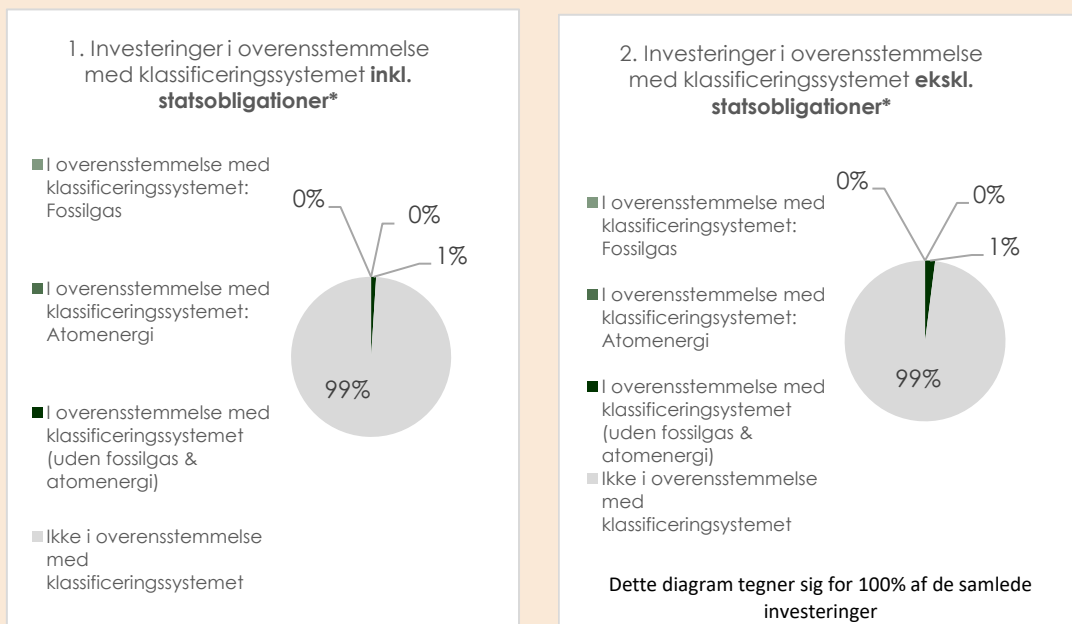 1. Investeringer i overensstemmelse
med klassificeringssystemet inkl.
statsobligationer*
I overensstemmelse med
klassificeringssystemet:
Fossilgas
I overensstemmelse med
klassificeringssystemet:
Atomenergi
I overensstemmelse med
klassificeringssystemet
(uden fossilgas &
atomenergi)
Ikke i overensstemmelse
med
klassificeringssystemet
0%
0%
1%
99%
2. Investeringer i overensstemmelse
med klassificeringssystemet ekskl.
statsobligationer*
I overensstemmelse med
klassificeringssystemet:
Fossilgas
I overensstemmelse med
klassificeringssystemet:
Atomenergi
I overensstemmelse med
klassificeringssystemet
(uden fossilgas &
atomenergi)
Ikke i overensstemmelse
med
klassificeringsystemet
0%
0%
1%
99%
Dette diagram tegner sig for 100% af de samlede
investeringer